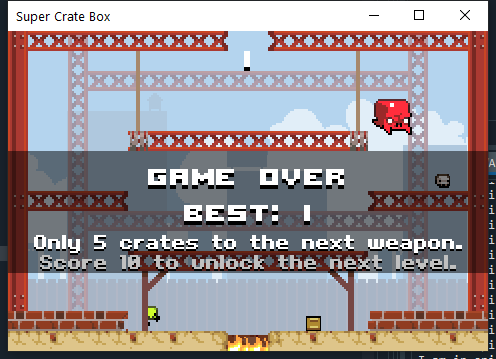 Super Crate Box
1
GAME OVER
BEST: 1
Only 5 crates to the next weapon.
Score 10 to unlock the next level.